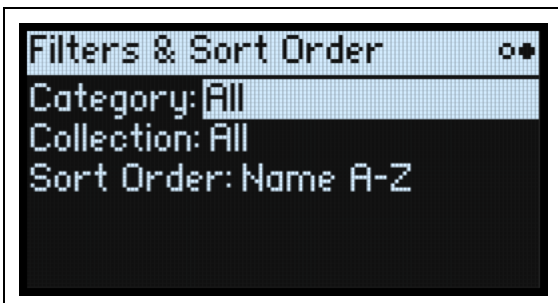 Filters & Sort Order
Category: All
Collection: All
Sort Order: Name A-Z